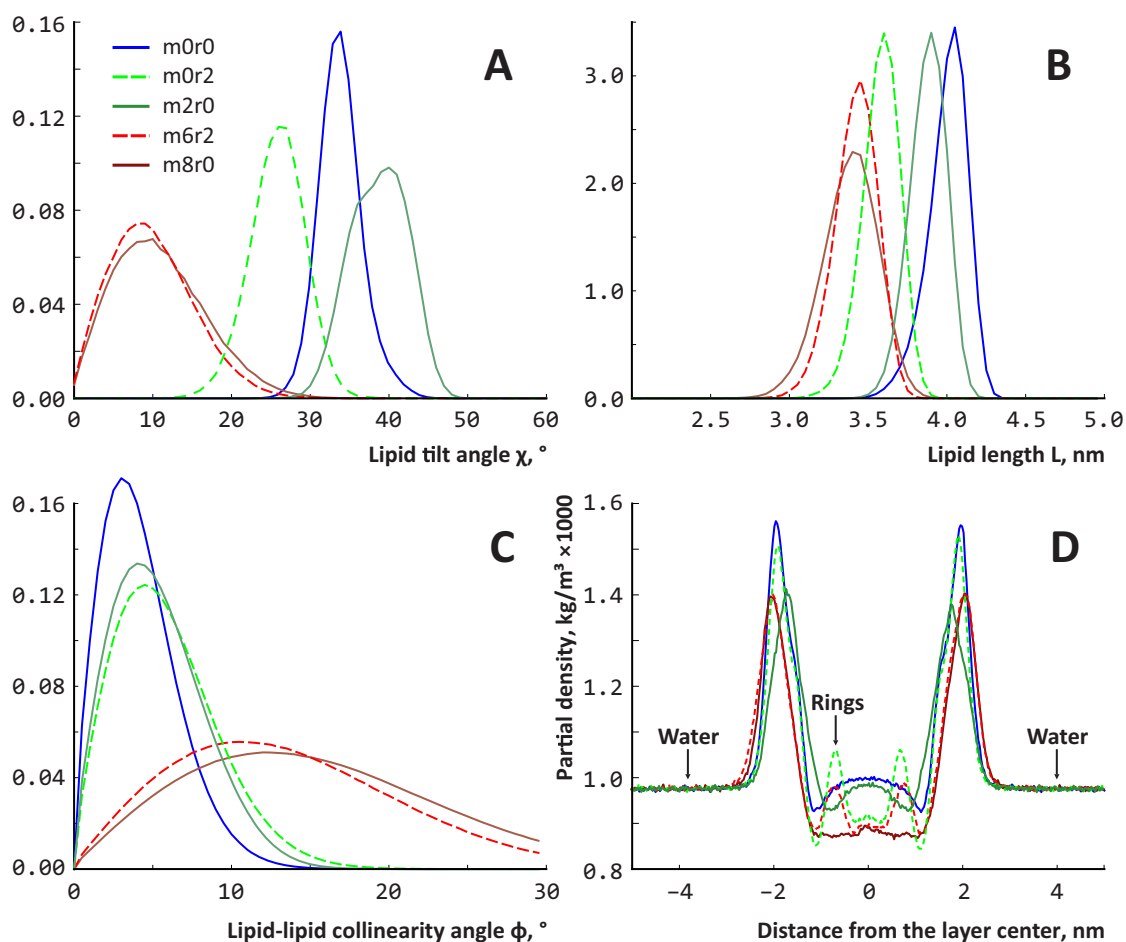 0.16
0.12
0.08
0.04
0.00
m0r0
m0r2
m2r0
m6r2
m8r0
A
0 10 20 30 40 50 60
Lipid tilt angle χ, °
3.0
2.0
1.0
0.0
B
2.5 3.0 3.5 4.0 4.5 5.0
Lipid length L, nm
0.16
0.12
0.08
0.04
0.00
C
0 10 20 30
Lipid-lipid collinearity angle ϕ, °
Partial density, kg/m³ ×1000
1.6
1.4
1.2
1.0
0.8
D
Rings
Water
Water
−4 −2 0 2 4
Distance from the layer center, nm